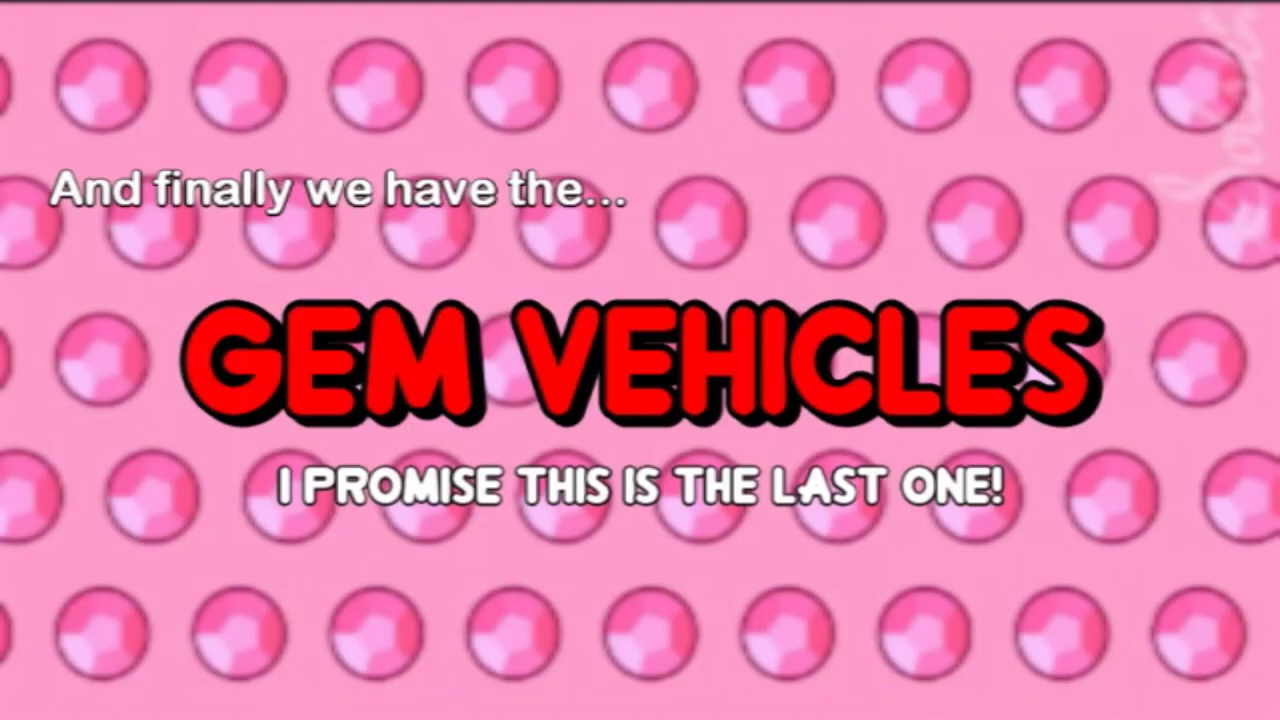 And finally we have the...
GEM VEHICLES
I PROMISE THIS IS THE LAST ONE!